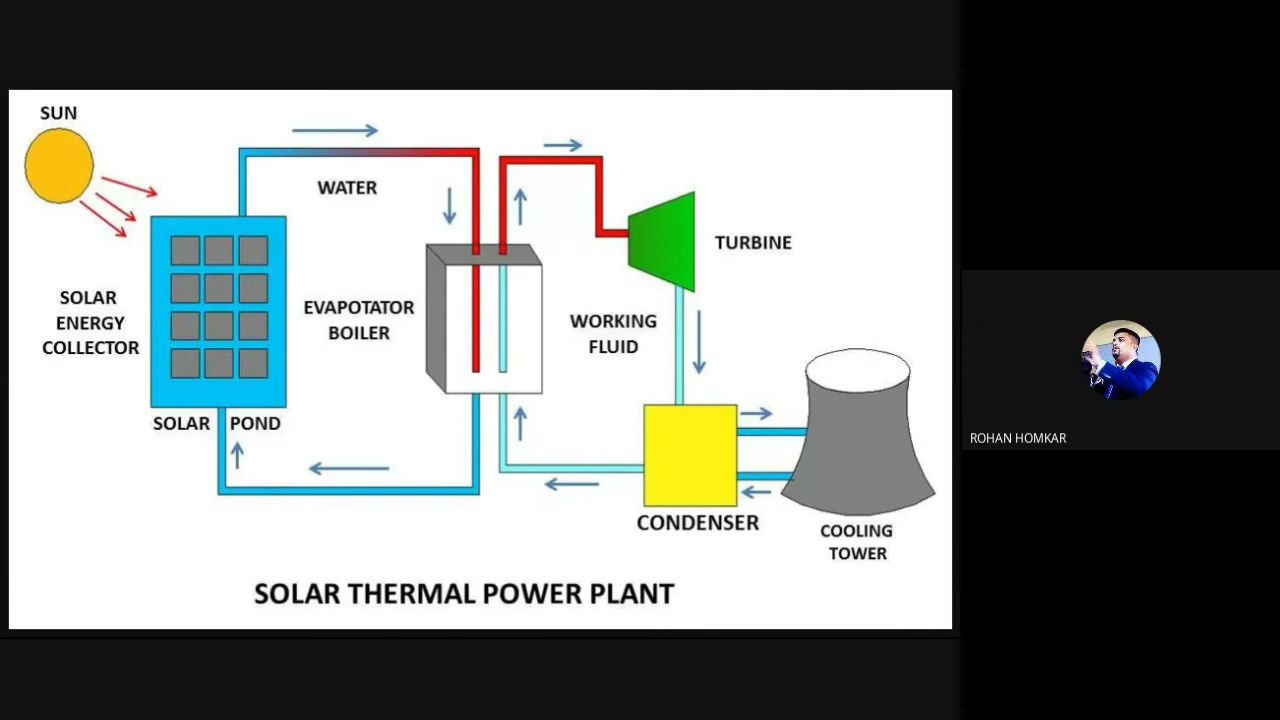 SUN
WATER
TURBINE
SOLAR
ENERGY
COLLECTOR
EVAPOTATOR
BOILER
WORKING
FLUID
SOLAR POND
CONDENSER
COOLING
TOWER
SOLAR THERMAL POWER PLANT
ROHAN HOMKAR